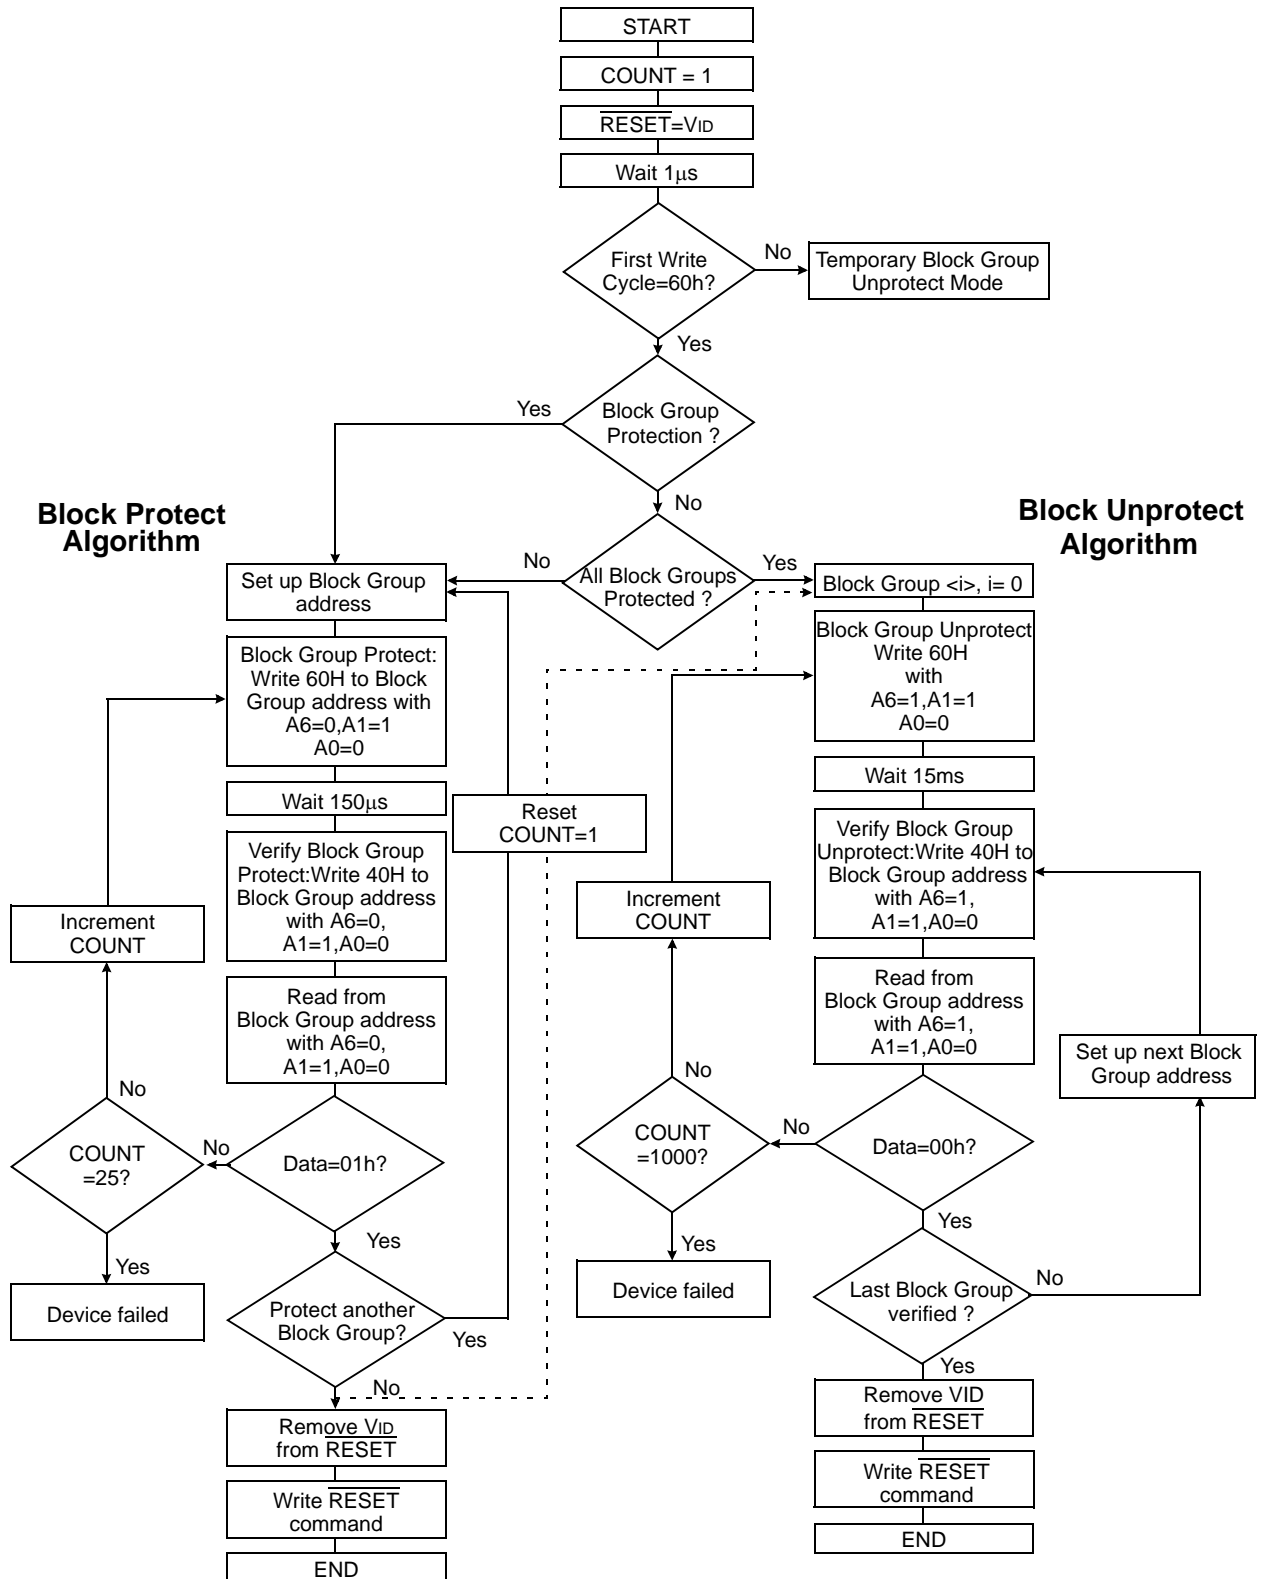 START
COUNT = 1
RESET=VID
Wait 1μs
First Write
Cycle=60h?
No
Temporary Block Group
Unprotect Mode
Yes
Block Group
Protection ?
Yes
No
Block Protect
Algorithm
Block Unprotect
Algorithm
All Block Groups
Protected ?
No
Yes
Set up Block Group
address
Block Group Protect:
Write 60H to Block
Group address with
A6=0,A1=1
A0=0
Wait 150μs
Reset
COUNT=1
Verify Block Group
Protect:Write 40H to
Block Group address
with A6=0,
A1=1,A0=0
Increment
COUNT
Read from
Block Group address
with A6=0,
A1=1,A0=0
No
COUNT
=25?
No
Data=01h?
Yes
Device failed
Yes
Protect another
Block Group?
Yes
No
Remove VID
from RESET
Write RESET
command
END
Block Group <i>, i= 0
Block Group Unprotect
Write 60H
with
A6=1,A1=1
A0=0
Wait 15ms
Verify Block Group
Unprotect:Write 40H to
Block Group address
with A6=1,
A1=1,A0=0
Increment
COUNT
Read from
Block Group address
with A6=1,
A1=1,A0=0
Set up next Block
Group address
No
COUNT
=1000?
No
Data=00h?
Yes
Device failed
Yes
Last Block Group
verified ?
No
Yes
Remove VID
from RESET
Write RESET
command
END